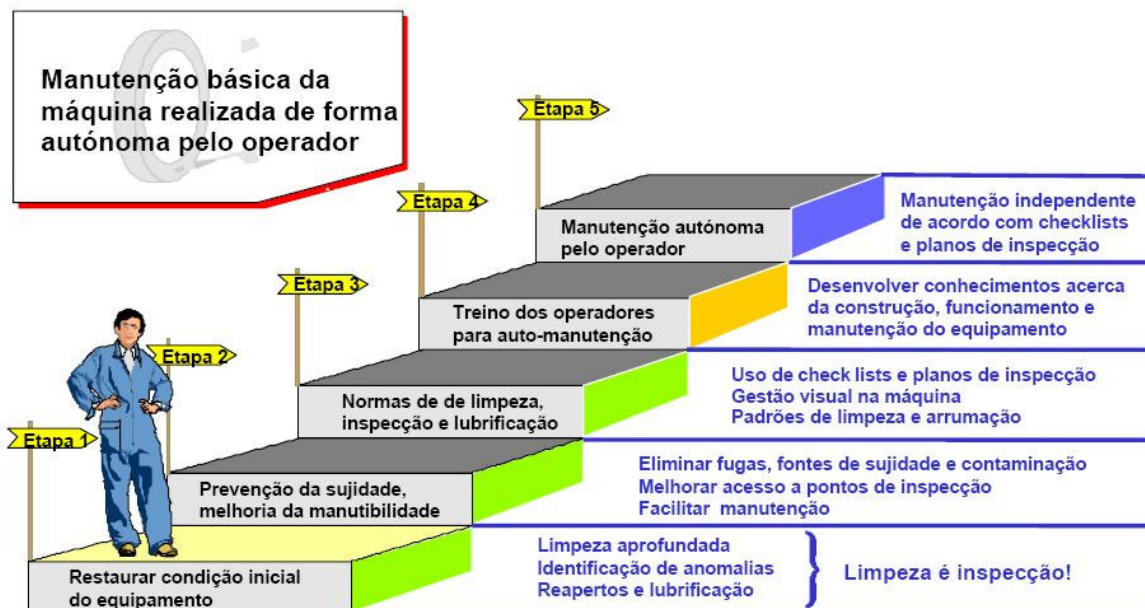 Manutenção básica da
máquina realizada de forma
autónoma pelo operador
Etapa 5
Manutenção autónoma
pelo operador
Manutenção independente
de acordo com checklists
e planos de inspecção
Etapa 4
Treino dos operadores
para auto-manutenção
Desenvolver conhecimentos acerca
da construção, funcionamento e
manutenção do equipamento
Etapa 3
Normas de de limpeza,
inspecção e lubrificação
Uso de check lists e planos de inspecção
Gestão visual na máquina
Padrões de limpeza e arrumação
Etapa 2
Prevenção da sujidade,
melhoria da manutibilidade
Eliminar fugas, fontes de sujidade e contaminação
Melhorar acesso a pontos de inspecção
Facilitar manutenção
Etapa 1
Restaurar condição inicial
do equipamento
Limpeza aprofundada
Identificação de anomalias
Reapertos e lubrificação
Limpeza é inspecção!